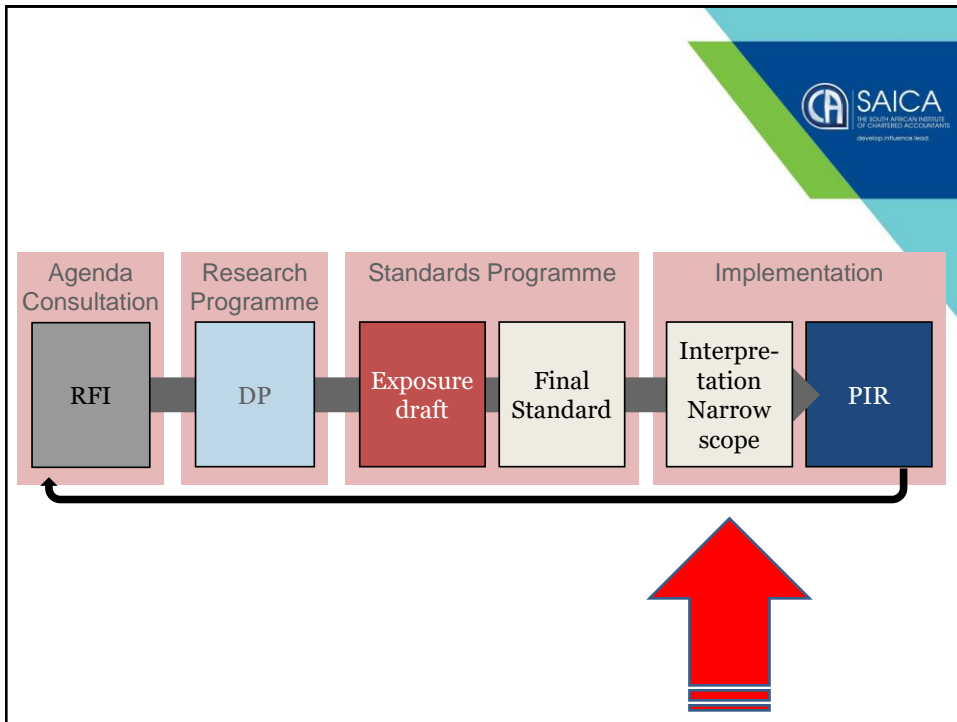 CA
SAICA
THE SOUTH AFRICAN INSTITUTE
OF CHARTERED ACCOUNTANTS
develop.influence.lead.
Agenda
Consultation
Research
Programme
Standards Programme
Implementation
RFI
DP
Exposure
draft
Final
Standard
Interpre-
tation
Narrow
scope
PIR